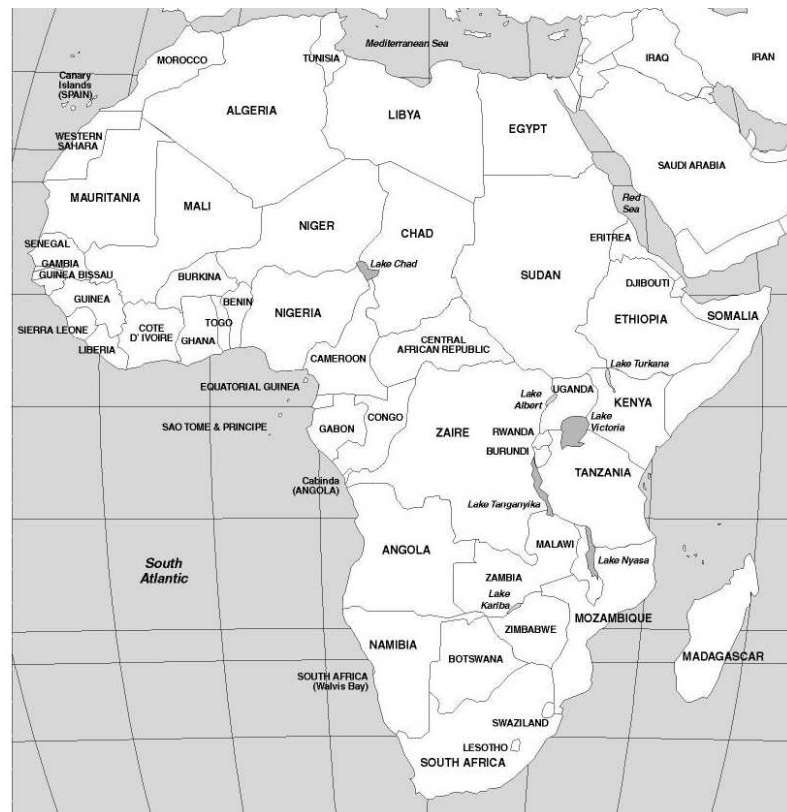 Mediterranean Sea
MOROCCO
TUNISIA
IRAQ
IRAN
Canary
Islands
(SPAIN)
ALGERIA
LIBYA
EGYPT
WESTERN
SAHARA
SAUDI ARABIA
MAURITANIA
MALI
NIGER
CHAD
Red
Sea
SENEGAL
ERITREA
GAMBIA
Lake Chad
SUDAN
GUINEA BISSAU
BURKINA
DJIBOUTI
GUINEA
BENIN
NIGERIA
ETHIOPIA
SOMALIA
SIERRA LEONE
COTE
D' IVOIRE
TOGO
GHANA
LIBERIA
CENTRAL
AFRICAN REPUBLIC
CAMEROON
Lake Turkana
EQUATORIAL GUINEA
UGANDA
Lake
Albert
KENYA
CONGO
Lake
Victoria
SAO TOME & PRINCIPE
GABON
ZAIRE
RWANDA
BURUNDI
TANZANIA
Cabinda
(ANGOLA)
Lake Tanganyika
ANGOLA
MALAWI
Lake Nyasa
South
Atlantic
ZAMBIA
Lake
Kariba
MOZAMBIQUE
ZIMBABWE
NAMIBIA
BOTSWANA
MADAGASCAR
SOUTH AFRICA
(Walvis Bay)
SWAZILAND
LESOTHO
SOUTH AFRICA